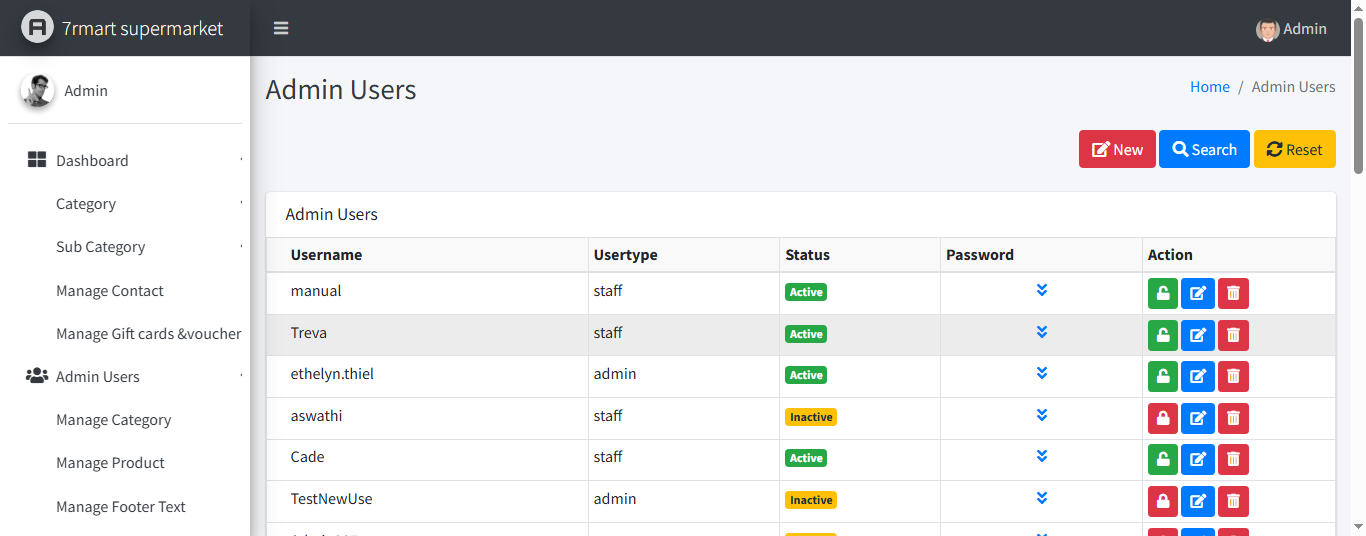 7rmart supermarket
Admin
Admin
Admin Users
Home / Admin Users
New Search Reset
Dashboard
Category
Sub Category
Manage Contact
Manage Gift cards &voucher
Admin Users
Manage Category
Manage Product
Manage Footer Text
Admin Users
Username Usertype Status Password Action
manual staff Active
Treva staff Active
ethelyn.thiel admin Active
aswathi staff Inactive
Cade staff Active
TestNewUse admin Inactive